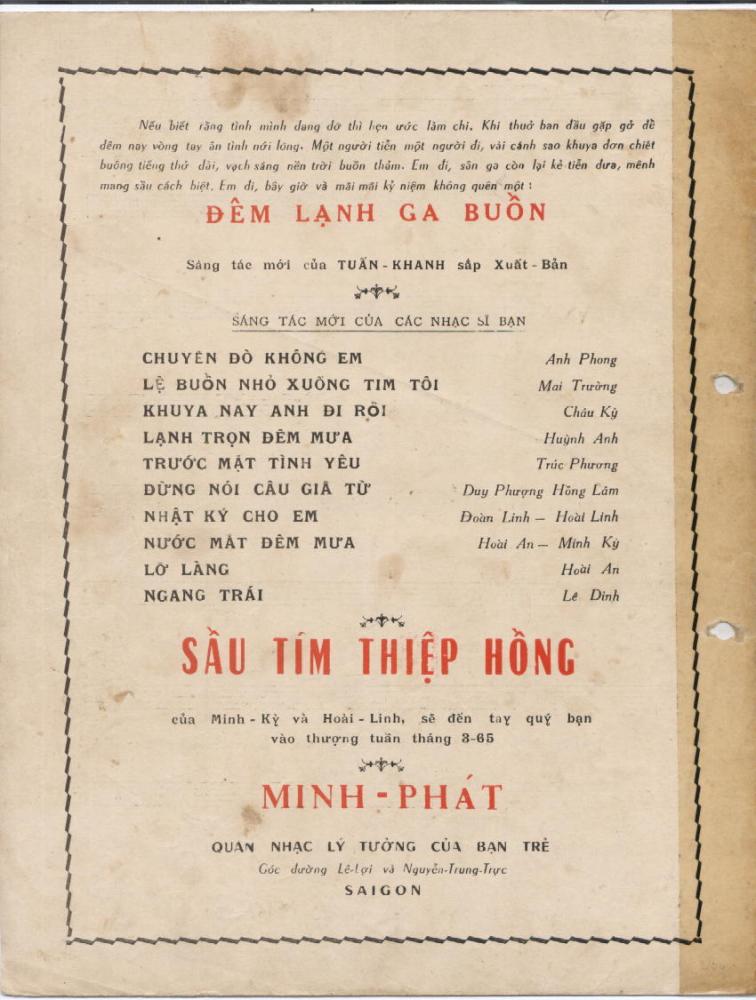 Nếu biết rằng tình mình dang dở thì hẹn ước làm chi. Khi thuở ban đầu gặp gở để
đêm nay vòng tay ân tình nới lỏng. Một người tiễn một người đi, vài cánh sao khuya đơn chiết
buông tiếng thở dài, vạch sáng nền trời buồn thảm. Em đi, sân ga còn lại kẻ tiễn đưa, mênh
mang sầu cách biệt. Em đi, bây giờ và mãi mãi kỷ niệm không quên một :
ĐÊM LẠNH GA BUỒN
Sáng tác mới của TUẤN - KHANH sắp Xuất - Bản
SÁNG TÁC MỚI CỦA CÁC NHẠC SĨ BẠN
CHUYẾN ĐÒ KHÔNG EM Anh Phong
LỆ BUỒN NHỎ XUỐNG TIM TÔI Mai Trường
KHUYA NAY ANH ĐI RỒI Châu Kỳ
LẠNH TRỌN ĐÊM MƯA Huỳnh Anh
TRƯỚC MẶT TÌNH YÊU Trúc Phương
ĐỪNG NÓI CÂU GIÃ TỪ Duy Phượng Hồng Lâm
NHẬT KÝ CHO EM Đoàn Linh — Hoài Linh
NƯỚC MẮT ĐÊM MƯA Hoài An — Minh Kỳ
LỠ LÀNG Hoài An
NGANG TRÁI Lê Dinh
SẦU TÍM THIỆP HỒNG
của Minh - Kỳ và Hoài - Linh, sẽ đến tay quý bạn
vào thượng tuần tháng 3-65
MINH - PHÁT
QUÁN NHẠC LÝ TƯỞNG CỦA BẠN TRẺ
Góc đường Lê-Lợi và Nguyễn-Trung-Trực
SAIGON